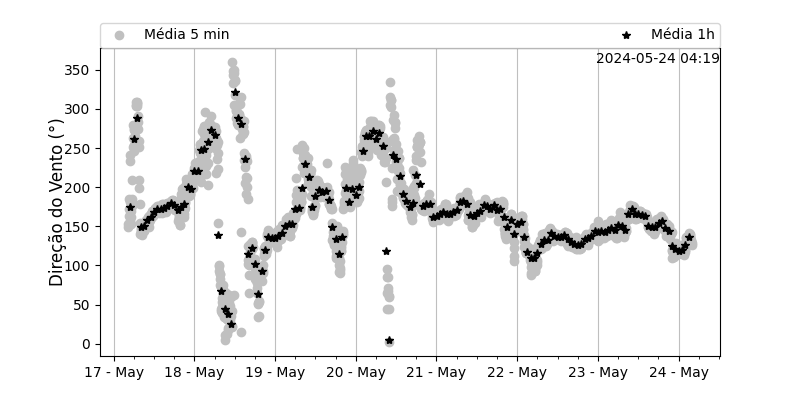 Média 5 min
Média 1h
2024-05-24 04:19
Direção do Vento (°)
350
300
250
200
150
100
50
0
17 - May
18 - May
19 - May
20 - May
21 - May
22 - May
23 - May
24 - May